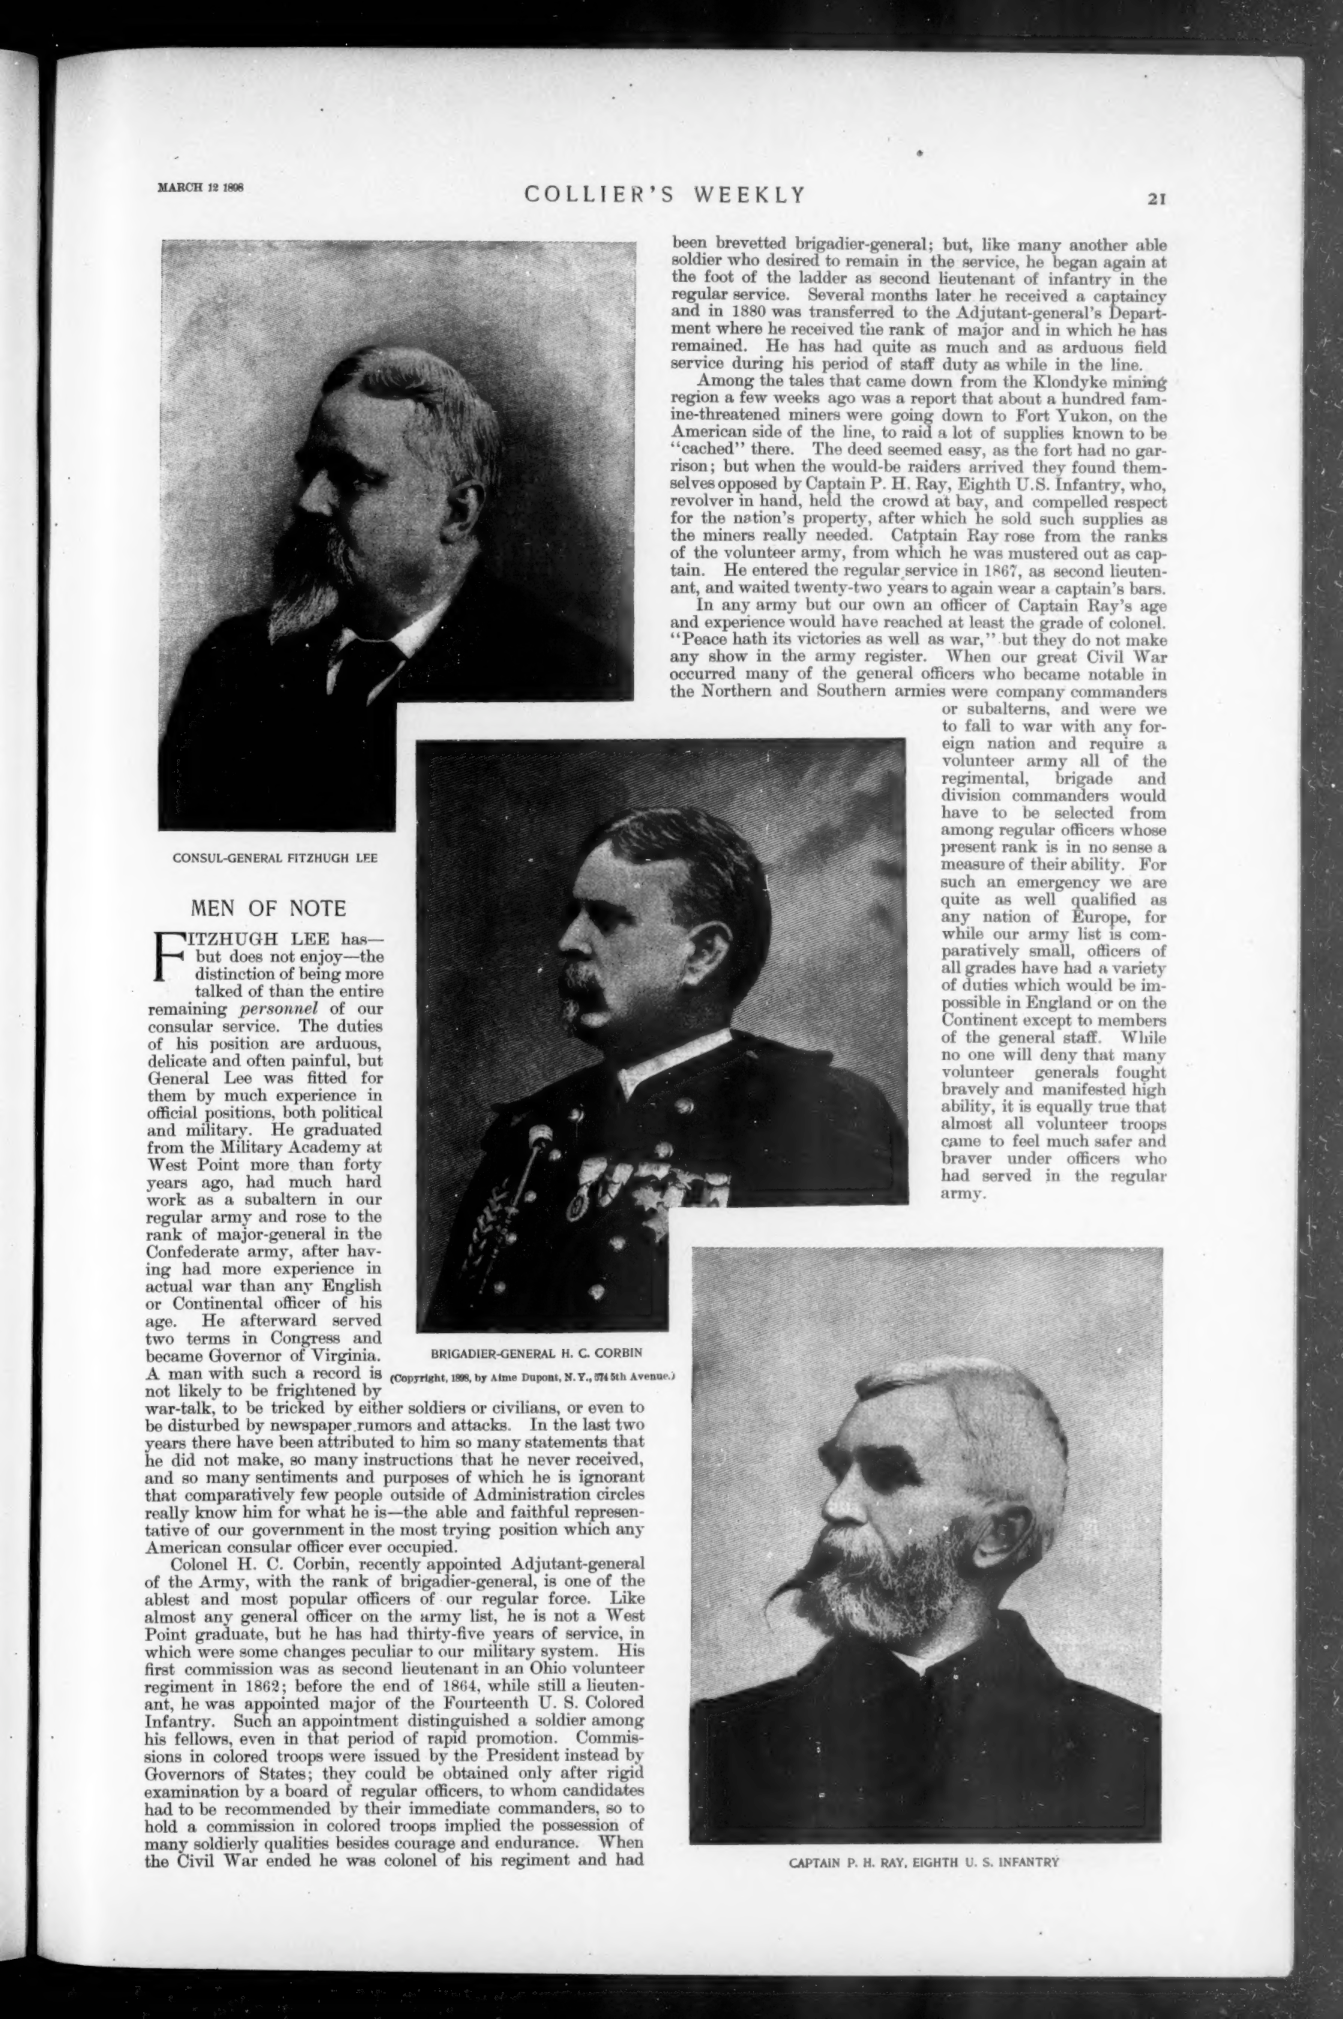 MARCH 12 1898
COLLIER'S WEEKLY
21
CONSUL-GENERAL FITZHUGH LEE
MEN OF NOTE
FITZHUGH LEE has—
but does not enjoy—the
distinction of being more
talked of than the entire
remaining personnel of our
consular service. The duties
of his position are arduous,
delicate and often painful, but
General Lee was fitted for
them by much experience in
official positions, both political
and military. He graduated
from the Military Academy at
West Point more than forty
years ago, had much hard
work as a subaltern in our
regular army and rose to the
rank of major-general in the
Confederate army, after hav-
ing had more experience in
actual war than any English
or Continental officer of his
age. He afterward served
two terms in Congress and
became Governor of Virginia.
A man with such a record is
not likely to be frightened by
war-talk, to be tricked by either soldiers or civilians, or even to
be disturbed by newspaper rumors and attacks. In the last two
years there have been attributed to him so many statements that
he did not make, so many instructions that he never received,
and so many sentiments and purposes of which he is ignorant
that comparatively few people outside of Administration circles
really know him for what he is—the able and faithful represen-
tative of our government in the most trying position which any
American consular officer ever occupied.
Colonel H. C. Corbin, recently appointed Adjutant-general
of the Army, with the rank of brigadier-general, is one of the
ablest and most popular officers of our regular force. Like
almost any general officer on the army list, he is not a West
Point graduate, but he has had thirty-five years of service, in
which were some changes peculiar to our military system. His
first commission was as second lieutenant in an Ohio volunteer
regiment in 1862; before the end of 1864, while still a lieuten-
ant, he was appointed major of the Fourteenth U. S. Colored
Infantry. Such an appointment distinguished a soldier among
his fellows, even in that period of rapid promotion. Commis-
sions in colored troops were issued by the President instead by
Governors of States; they could be obtained only after rigid
examination by a board of regular officers, to whom candidates
had to be recommended by their immediate commanders, so to
hold a commission in colored troops implied the possession of
many soldierly qualities besides courage and endurance. When
the Civil War ended he was colonel of his regiment and had
BRIGADIER-GENERAL H. C. CORBIN
(Copyright, 1898, by Aime Dupont, N. Y., 574 5th Avenue.)
been brevetted brigadier-general; but, like many another able
soldier who desired to remain in the service, he began again at
the foot of the ladder as second lieutenant of infantry in the
regular service. Several months later he received a captaincy
and in 1880 was transferred to the Adjutant-general's Depart-
ment where he received the rank of major and in which he has
remained. He has had quite as much and as arduous field
service during his period of staff duty as while in the line.
Among the tales that came down from the Klondyke mining
region a few weeks ago was a report that about a hundred fam-
ine-threatened miners were going down to Fort Yukon, on the
American side of the line, to raid a lot of supplies known to be
"cached" there. The deed seemed easy, as the fort had no gar-
rison; but when the would-be raiders arrived they found them-
selves opposed by Captain P. H. Ray, Eighth U.S. Infantry, who,
revolver in hand, held the crowd at bay, and compelled respect
for the nation's property, after which he sold such supplies as
the miners really needed. Catptain Ray rose from the ranks
of the volunteer army, from which he was mustered out as cap-
tain. He entered the regular service in 1867, as second lieuten-
ant, and waited twenty-two years to again wear a captain's bars.
In any army but our own an officer of Captain Ray's age
and experience would have reached at least the grade of colonel.
"Peace hath its victories as well as war," but they do not make
any show in the army register. When our great Civil War
occurred many of the general officers who became notable in
the Northern and Southern armies were company commanders
or subalterns, and were we
to fall to war with any for-
eign nation and require a
volunteer army all of the
regimental, brigade and
division commanders would
have to be selected from
among regular officers whose
present rank is in no sense a
measure of their ability. For
such an emergency we are
quite as well qualified as
any nation of Europe, for
while our army list is com-
paratively small, officers of
all grades have had a variety
of duties which would be im-
possible in England or on the
Continent except to members
of the general staff. While
no one will deny that many
volunteer generals fought
bravely and manifested high
ability, it is equally true that
almost all volunteer troops
came to feel much safer and
braver under officers who
had served in the regular
army.
CAPTAIN P. H. RAY, EIGHTH U. S. INFANTRY